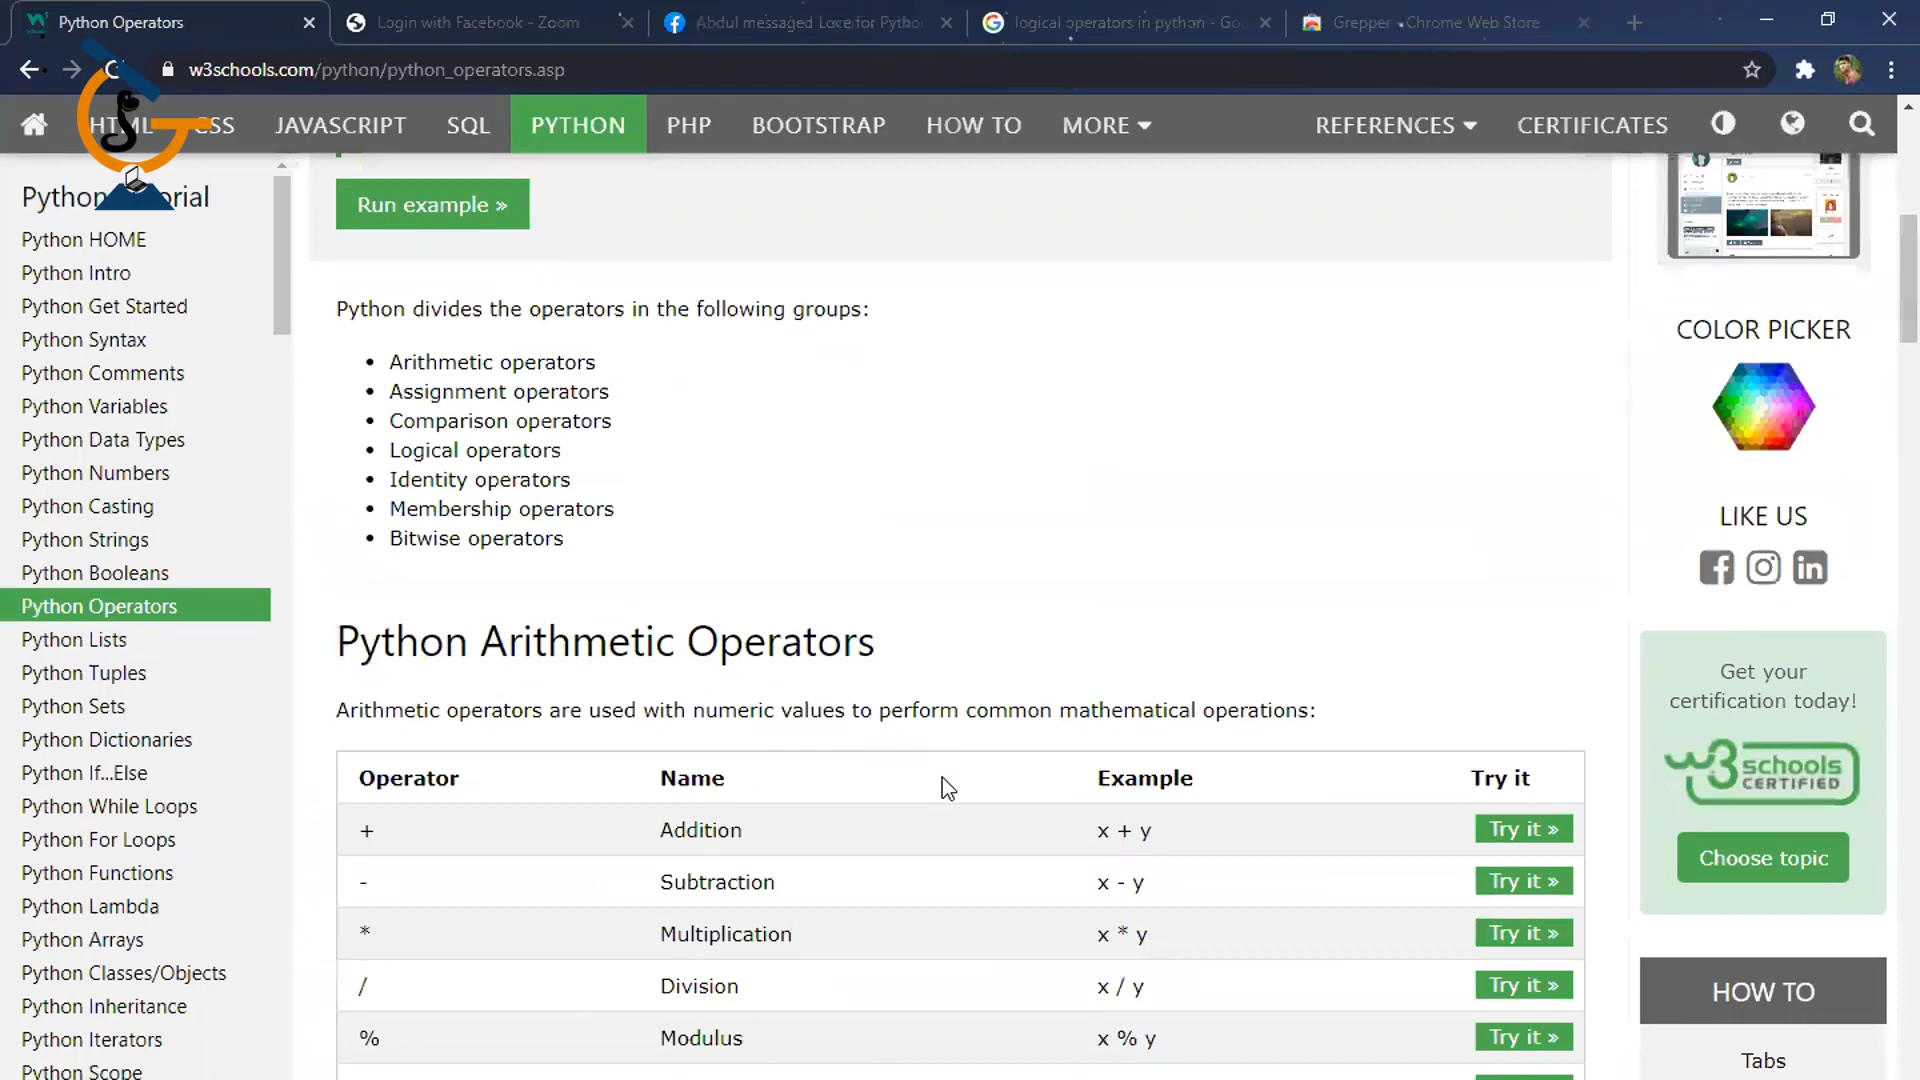 Python Operators
Login with Facebook - Zoom
Abdul messaged Love for Pytho
logical operators in python - Go
Grepper - Chrome Web Store
w3schools.com/python/python_operators.asp
HTML
CSS
JAVASCRIPT
SQL
PYTHON
PHP
BOOTSTRAP
HOW TO
MORE
REFERENCES
CERTIFICATES
Python orial
Python HOME
Python Intro
Python Get Started
Python Syntax
Python Comments
Python Variables
Python Data Types
Python Numbers
Python Casting
Python Strings
Python Booleans
Python Operators
Python Lists
Python Tuples
Python Sets
Python Dictionaries
Python If...Else
Python While Loops
Python For Loops
Python Functions
Python Lambda
Python Arrays
Python Classes/Objects
Python Inheritance
Python Iterators
Python Scope
Run example »
Python divides the operators in the following groups:
• Arithmetic operators
• Assignment operators
• Comparison operators
• Logical operators
• Identity operators
• Membership operators
• Bitwise operators
Python Arithmetic Operators
Arithmetic operators are used with numeric values to perform common mathematical operations:
Operator Name Example Try it
+ Addition x + y Try it »
- Subtraction x - y Try it »
* Multiplication x * y Try it »
/ Division x / y Try it »
% Modulus x % y Try it »
COLOR PICKER
LIKE US
Get your
certification today!
w3schools
CERTIFIED
Choose topic
HOW TO
Tabs